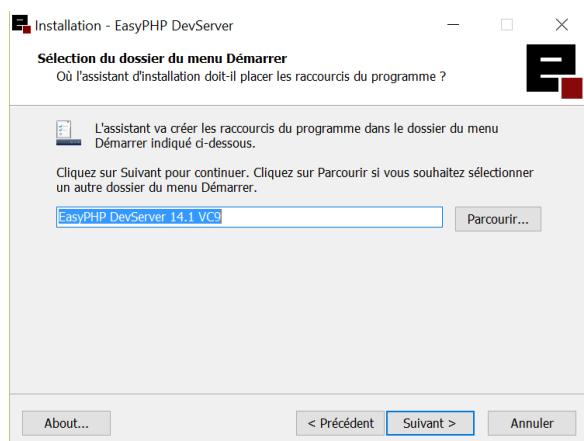 Installation - EasyPHP DevServer
Sélection du dossier du menu Démarrer
Où l'assistant d'installation doit-il placer les raccourcis du programme ?
L'assistant va créer les raccourcis du programme dans le dossier du menu
Démarrer indiqué ci-dessous.
Cliquez sur Suivant pour continuer. Cliquez sur Parcourir si vous souhaitez sélectionner
un autre dossier du menu Démarrer.
EasyPHP DevServer 14.1 VC9
Parcourir...
About...
< Précédent
Suivant >
Annuler